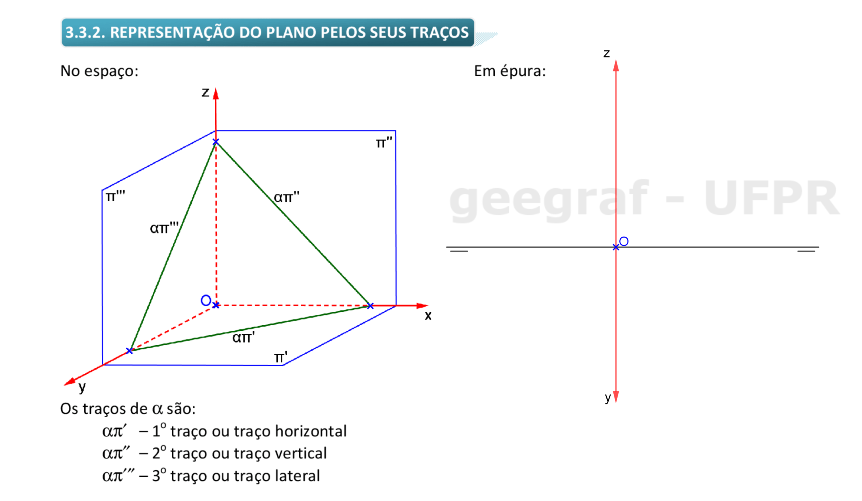 3.3.2. REPRESENTAÇÃO DO PLANO PELOS SEUS TRAÇOS
No espaço:
Em épura:
z
π''
π'''
απ''
απ'''
O
x
απ'
π'
y
z
geegraf - UFPR
O
y
Os traços de α são:
απ′ – 1º traço ou traço horizontal
απ″ – 2º traço ou traço vertical
απ‴ – 3º traço ou traço lateral